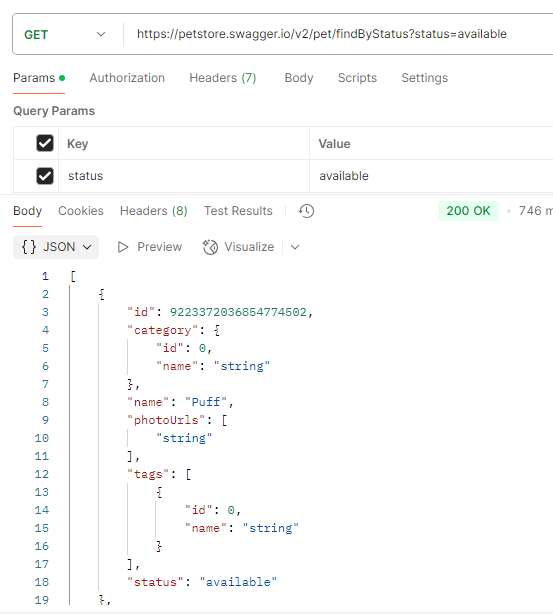 GET https://petstore.swagger.io/v2/pet/findByStatus?status=available
Params Authorization Headers (7) Body Scripts Settings
Query Params
Key Value
status available
Body Cookies Headers (8) Test Results 200 OK • 746 m
{} JSON Preview Visualize
1 [
2 {
3 "id": 9223372036854774502,
4 "category": {
5 "id": 0,
6 "name": "string"
7 },
8 "name": "Puff",
9 "photoUrls": [
10 "string"
11 ],
12 "tags": [
13 {
14 "id": 0,
15 "name": "string"
16 }
17 ],
18 "status": "available"
19 },